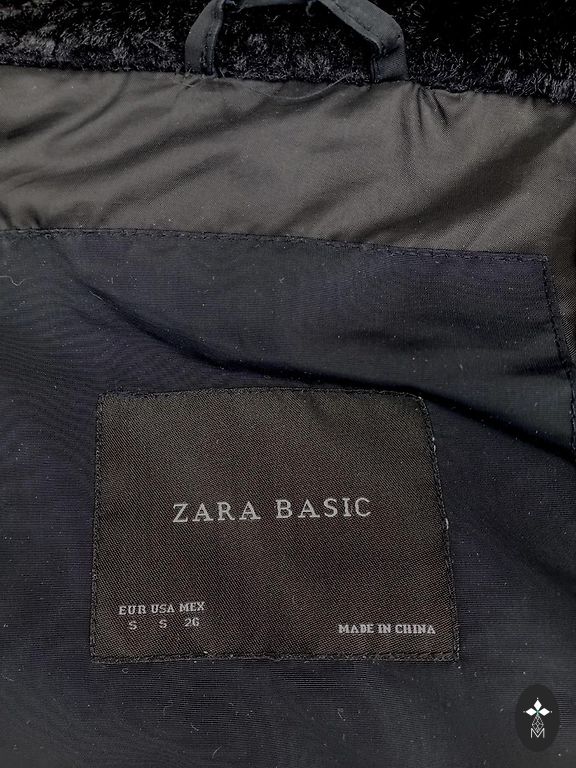 ZARA BASIC
EUR USA MEX
S S 26
MADE IN CHINA
M